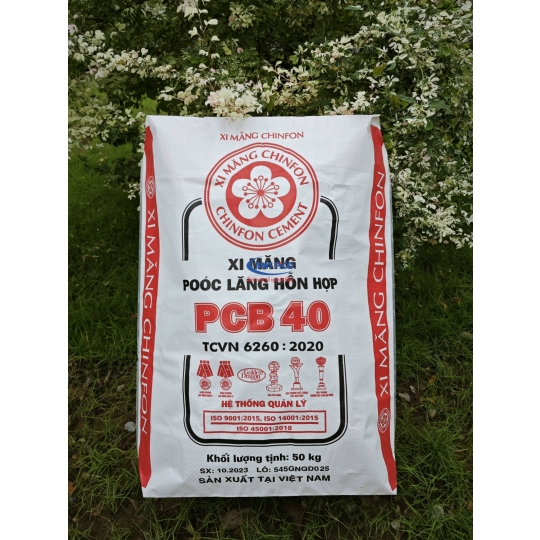 XI MĂNG CHINFON
XI MĂNG CHINFON
CHINFON CEMENT
XI MĂNG
POÓC LĂNG HỖN HỢP
PCB 40
TCVN 6260 : 2020
Golden Dragon
HỆ THỐNG QUẢN LÝ
ISO 9001:2015, ISO 14001:2015
ISO 45001:2018
Khối lượng tịnh: 50 kg
SX: 10.2023 LÔ: 545GNQD025
SẢN XUẤT TẠI VIỆT NAM
XI MĂNG CHINFON
XI MĂNG CHINFON